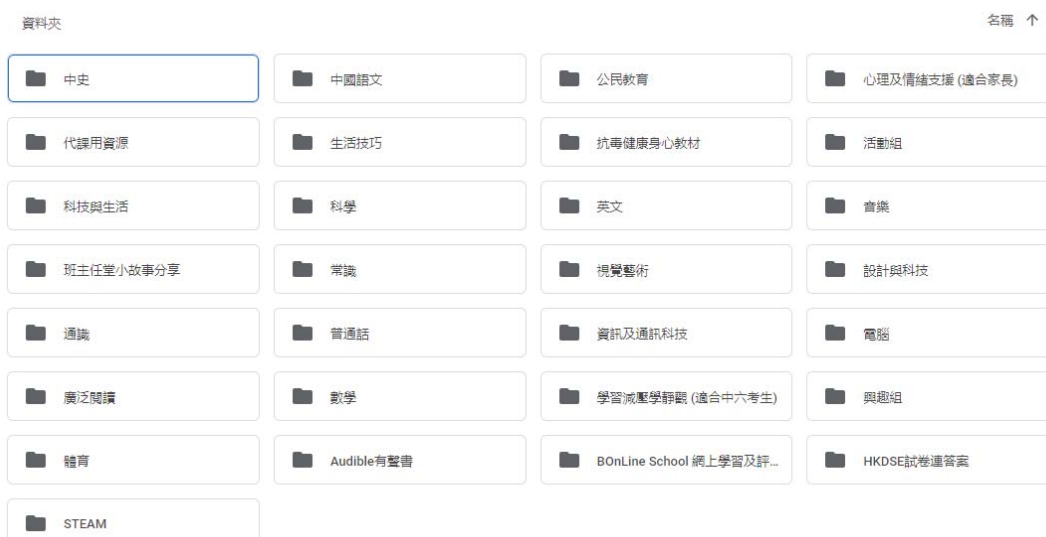 資料夾
名稱
中史
中國語文
公民教育
心理及情緒支援 (適合家長)
代課用資源
生活技巧
抗毒健康身心教材
活動組
科技與生活
科學
英文
音樂
班主任堂小故事分享
常識
視覺藝術
設計與科技
通識
普通話
資訊及通訊科技
電腦
廣泛閱讀
數學
學習減壓學靜觀 (適合中六考生)
興趣組
體育
Audible有聲書
BOnLine School 網上學習及評...
HKDSE試卷連答案
STEAM